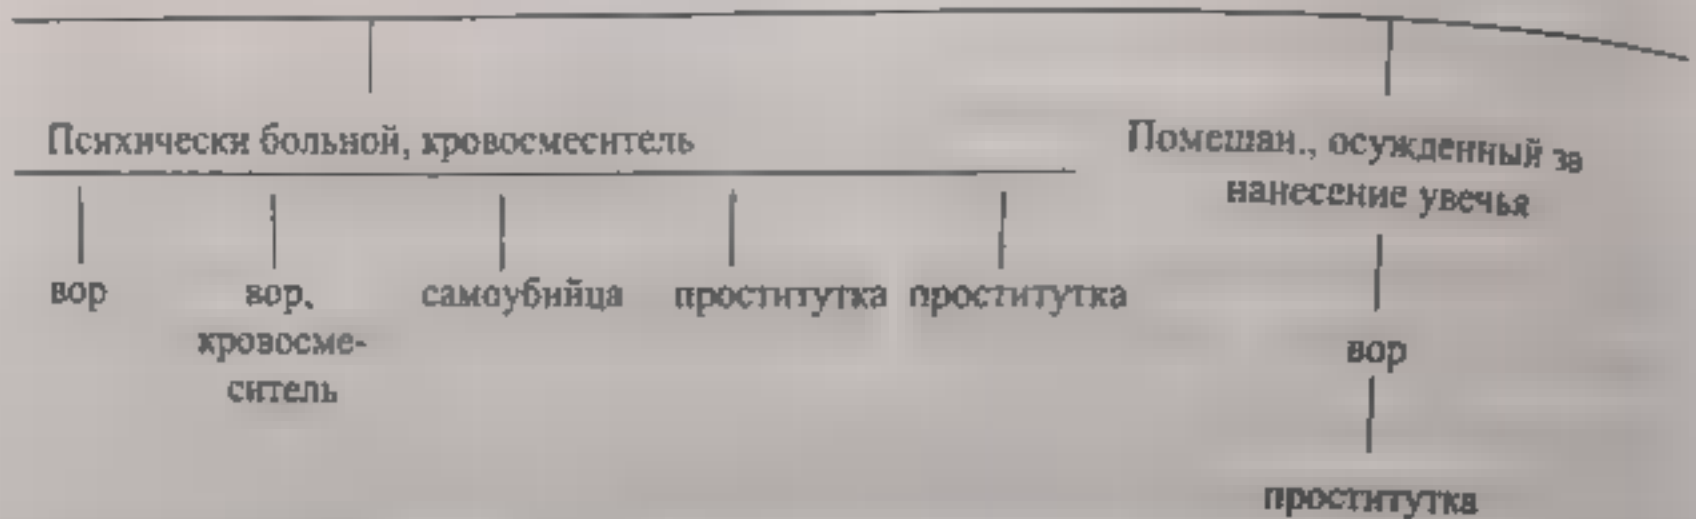 Психически больной, кровосмеситель
Помешан., осужденный за
нанесение увечья
вор
вор,
кровосме-
ситель
самоубийца
проститутка
проститутка
вор
проститутка